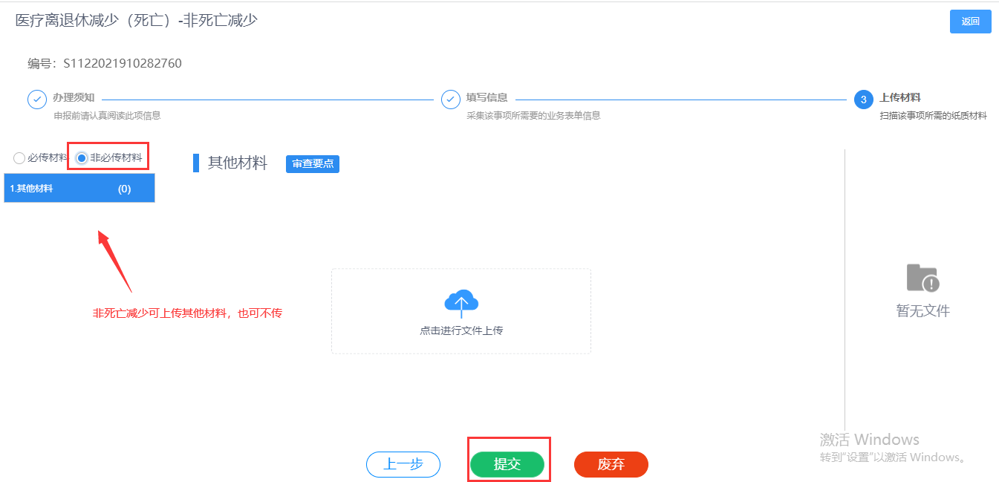 医疗离退休减少（死亡）-非死亡减少
返回
编号：S1122021910282760
办理须知
申报前请认真阅读此项信息
填写信息
采集该事项所需要的业务表单信息
3
上传材料
扫描该事项所需的纸质材料
必传材料 非必传材料
1.其他材料 (0)
其他材料 审查要点
非死亡减少可上传其他材料，也可不传
点击进行文件上传
暂无文件
上一步 提交 废弃
激活 Windows
转到"设置"以激活 Windows。